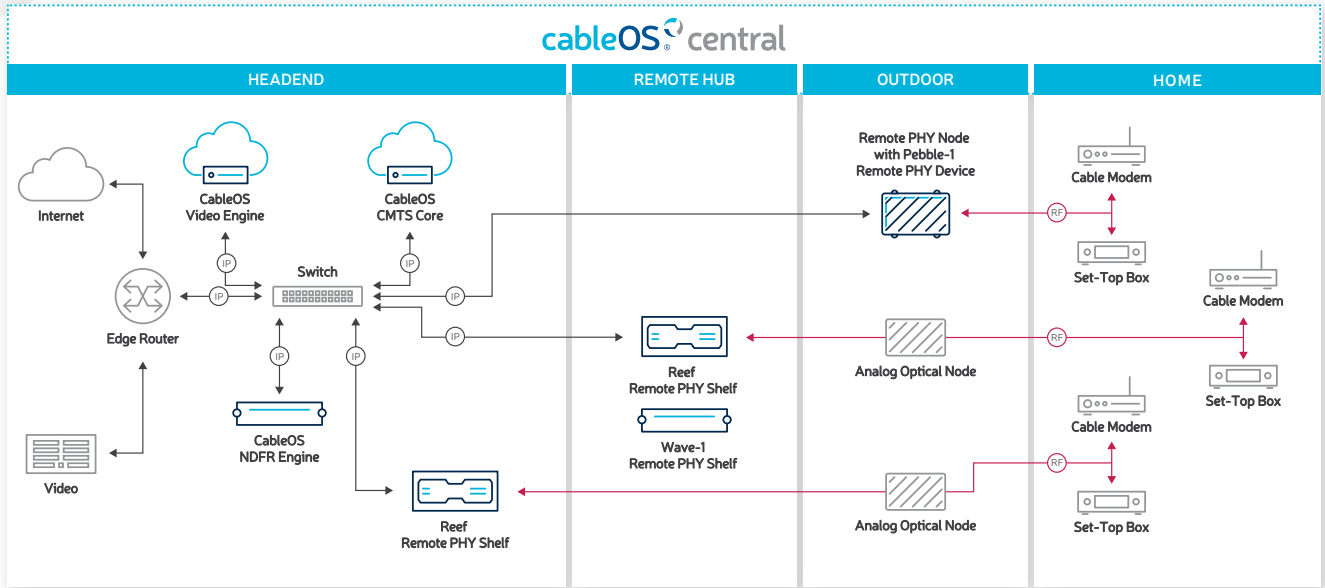 cableOS® central
HEADEND
REMOTE HUB
OUTDOOR
HOME
Internet
CableOS
Video Engine
CableOS
CMTS Core
Remote PHY Node
with Pebble-1
Remote PHY Device
Cable Modem
RF
Set-Top Box
IP
IP
Switch
Edge Router
IP
IP
IP
IP
IP
CableOS
NDFR Engine
Video
Reef
Remote PHY Shelf
Reef
Remote PHY Shelf
Wave-1
Remote PHY Shelf
Analog Optical Node
RF
Cable Modem
Set-Top Box
Analog Optical Node
RF
Cable Modem
Set-Top Box